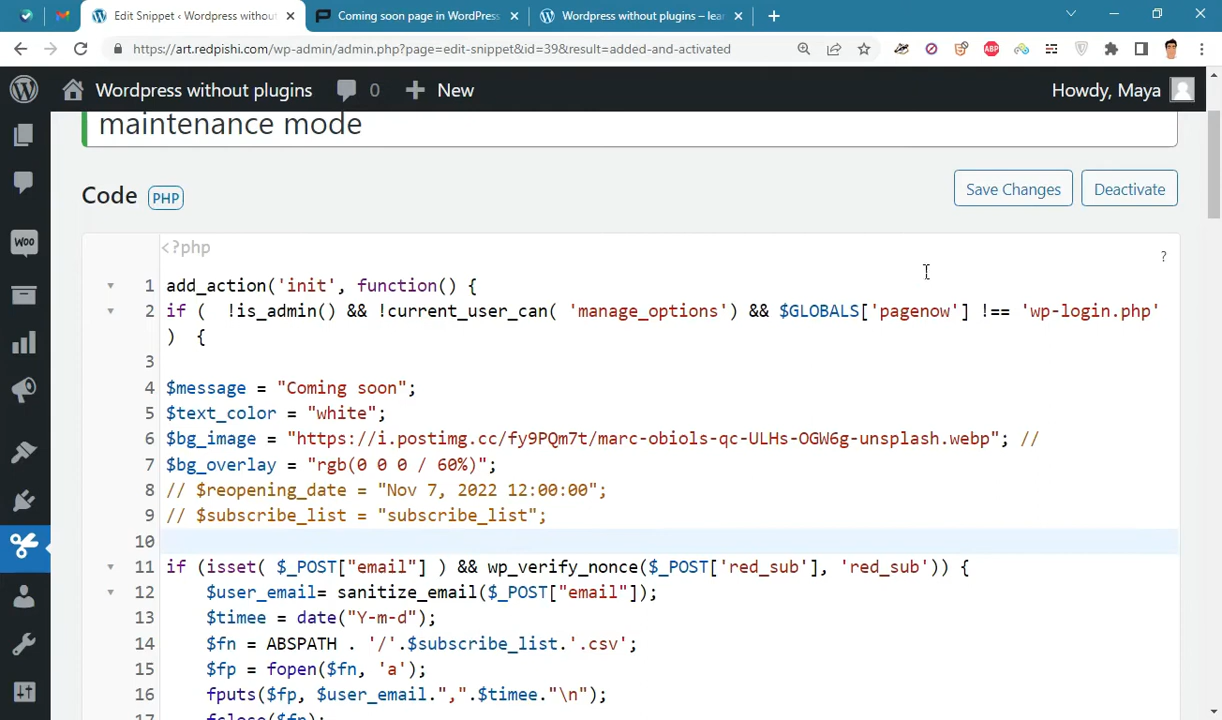 Edit Snippet ‹ Wordpress withou
Coming soon page in WordPress
Wordpress without plugins – lea
https://art.redpishi.com/wp-admin/admin.php?page=edit-snippet&id=39&result=added-and-activated
ABP
Wordpress without plugins 0 New Howdy, Maya
maintenance mode
Code PHP Save Changes Deactivate
Woo
<?php ?
1 add_action('init', function() {
2 if (  !is_admin() && !current_user_can( 'manage_options') && $GLOBALS['pagenow'] !== 'wp-login.php'
)  {
3
4 $message = "Coming soon";
5 $text_color = "white";
6 $bg_image = "https://i.postimg.cc/fy9PQm7t/marc-obiols-qc-ULHs-OGW6g-unsplash.webp"; //
7 $bg_overlay = "rgb(0 0 0 / 60%)";
8 // $reopening_date = "Nov 7, 2022 12:00:00";
9 // $subscribe_list = "subscribe_list";
10
11 if (isset( $_POST["email"] ) && wp_verify_nonce($_POST['red_sub'], 'red_sub')) {
12 $user_email= sanitize_email($_POST["email"]);
13 $timee = date("Y-m-d");
14 $fn = ABSPATH . '/'.$subscribe_list.'.csv';
15 $fp = fopen($fn, 'a');
16 fputs($fp, $user_email.",".$timee."\n");
17 fclose($fp);